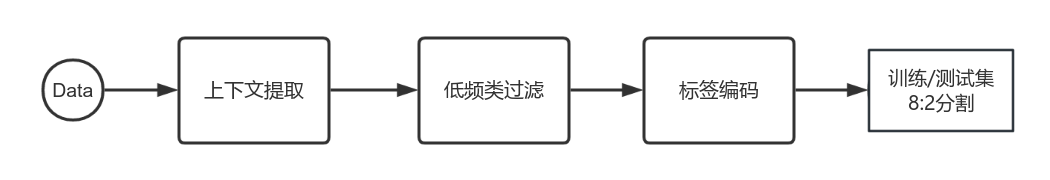 Data
上下文提取
低频类过滤
标签编码
训练/测试集
8:2分割